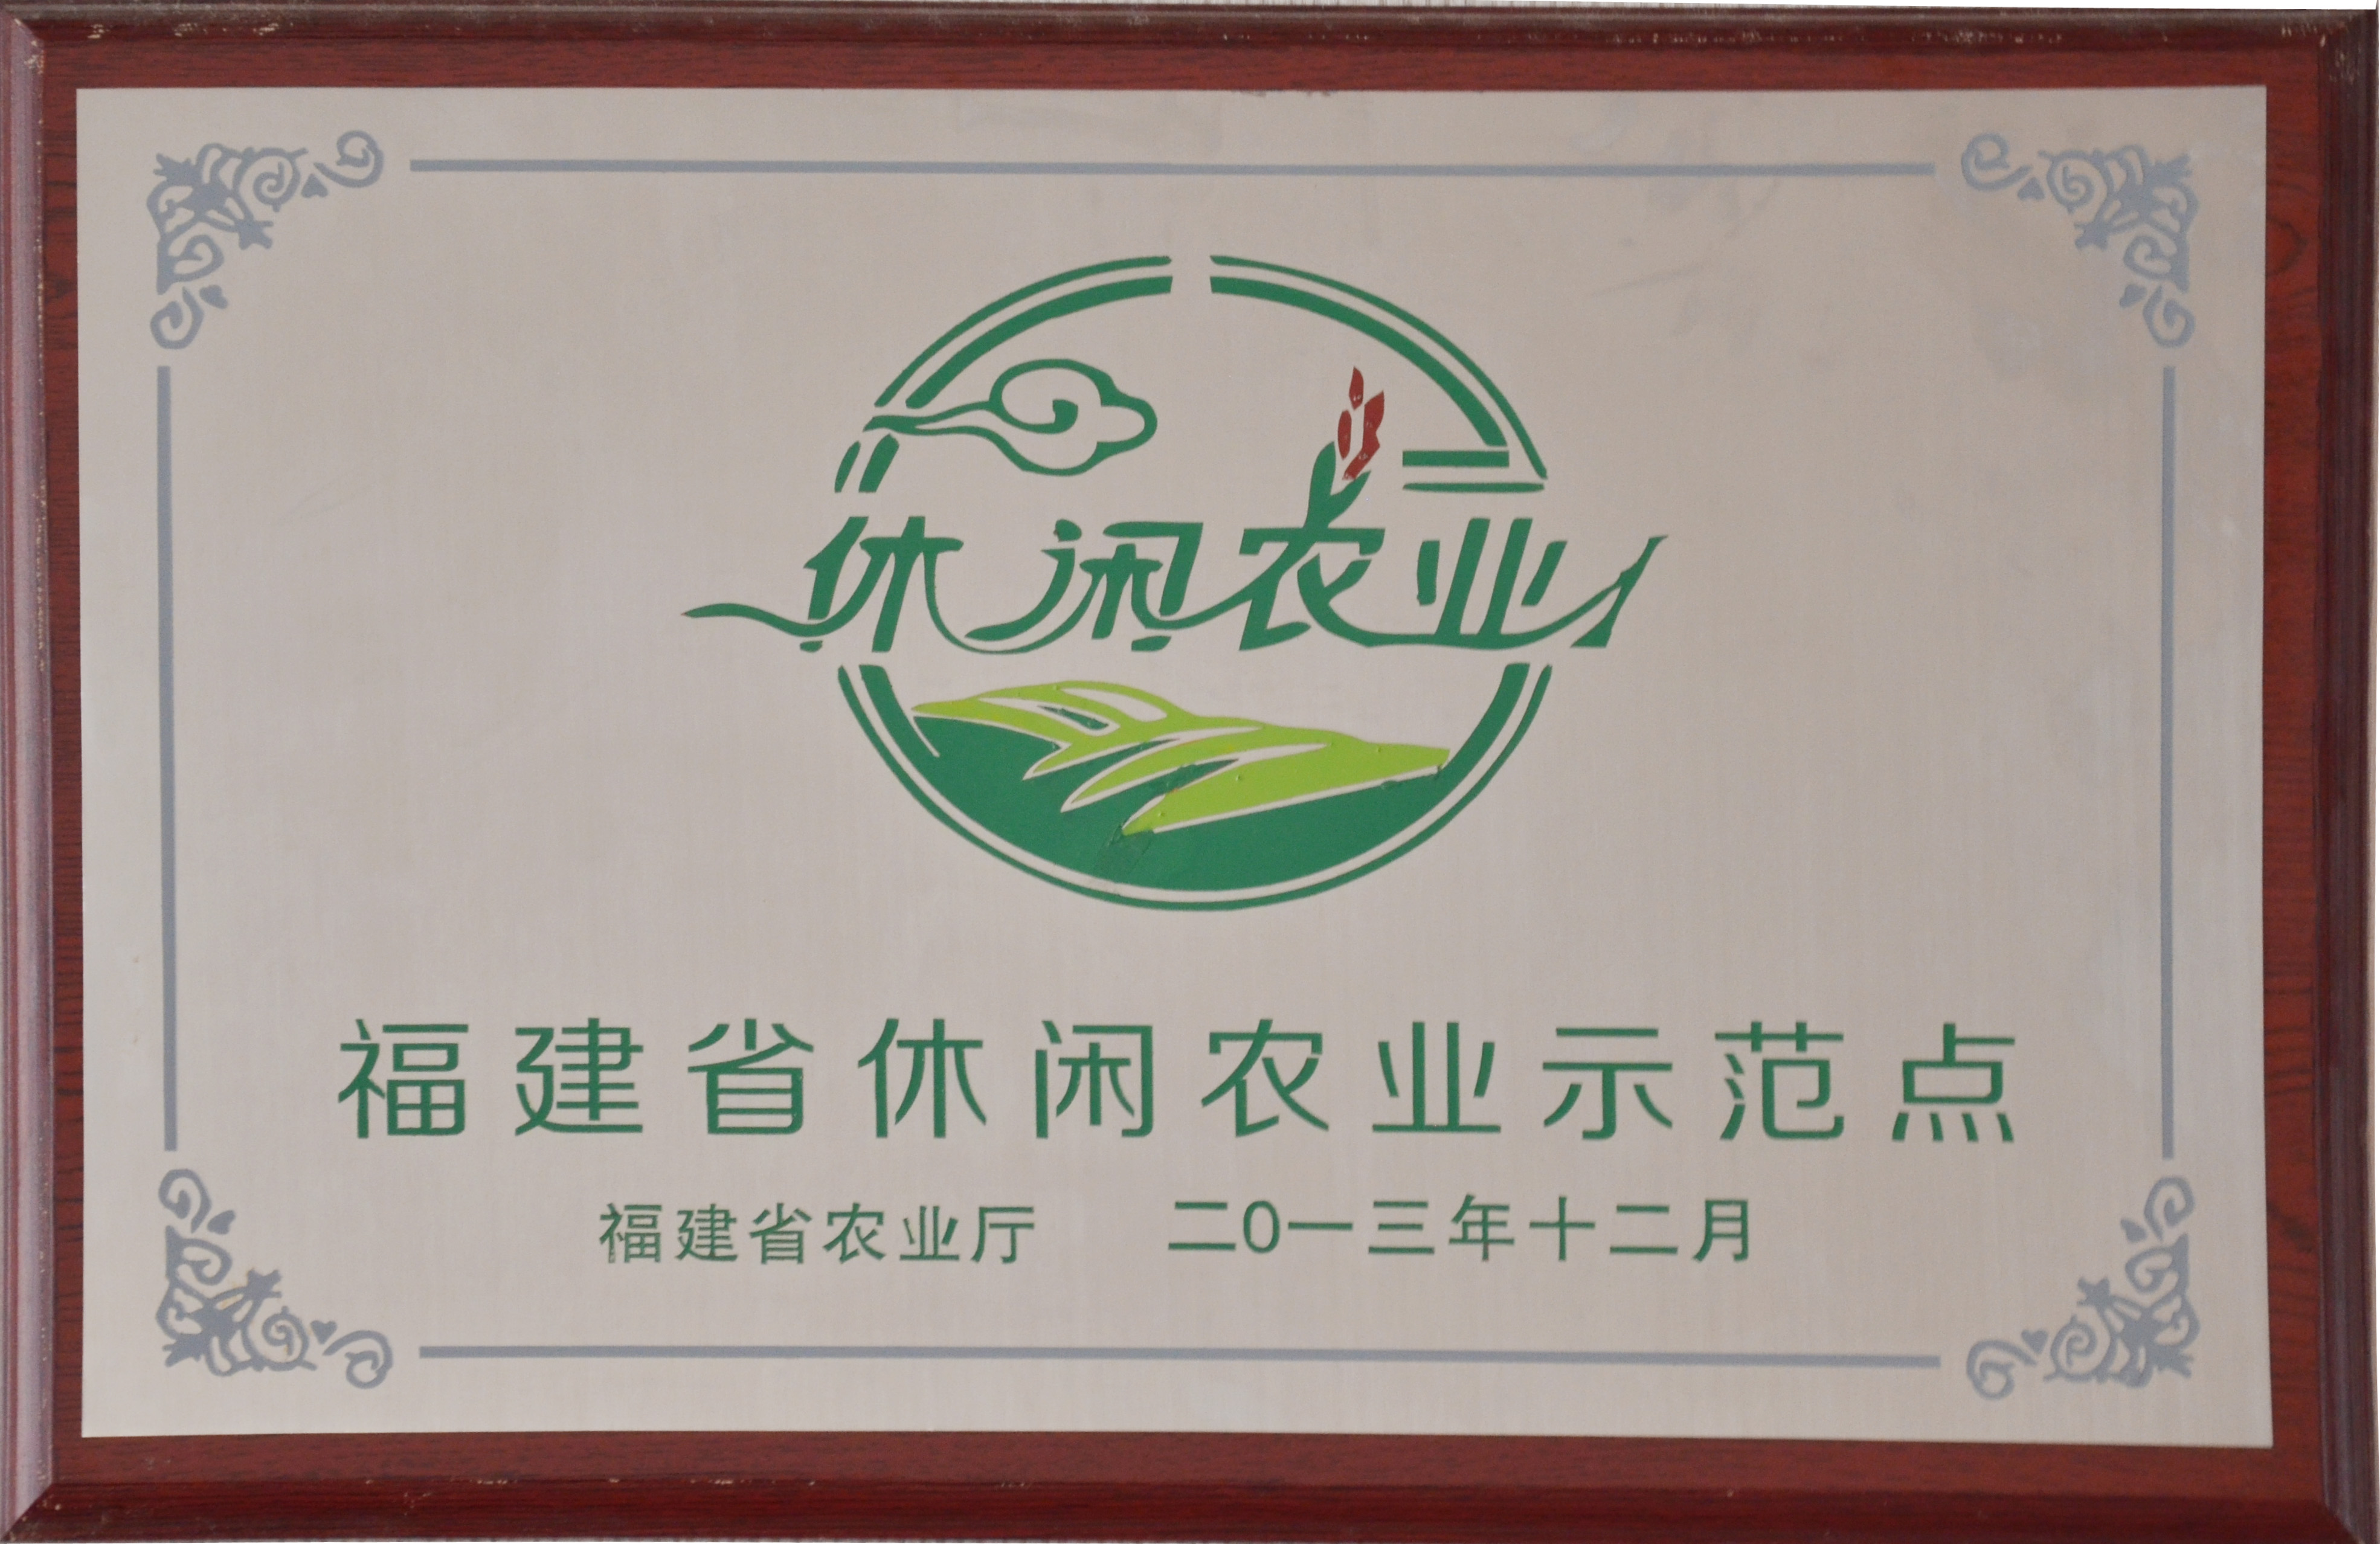 休闲农业
福建省休闲农业示范点
福建省农业厅 二0一三年十二月